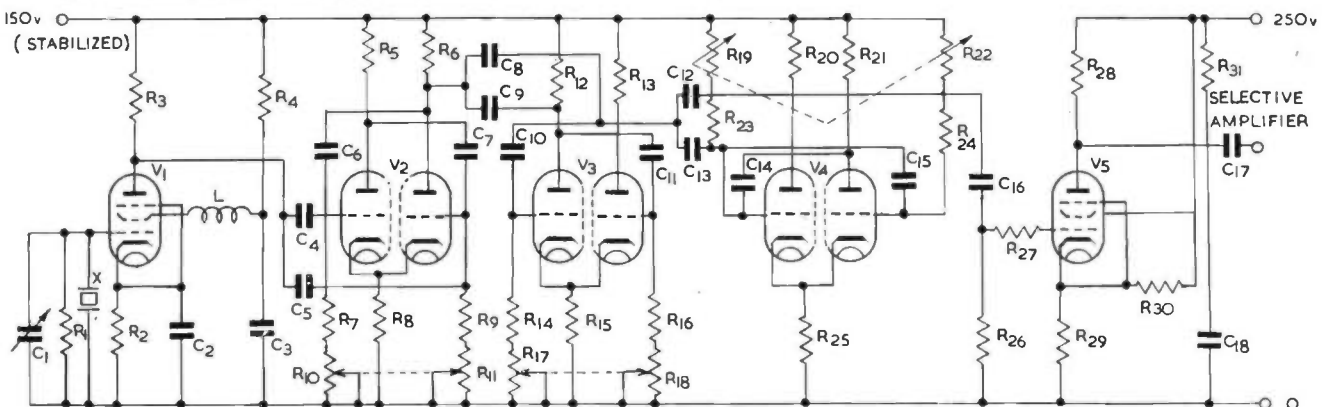 150v
(STABILIZED)
250v
SELECTIVE
AMPLIFIER
R3
R4
R5
R6
C8
C9
R12
R13
R19
C12
R20
R21
R22
R28
R31
V1
L
C6
V2
C7
C10
V3
C11
R23
C13
C14
V4
C15
R24
C16
V5
C17
C4
C5
R27
X
C1
R1
R2
C2
C3
R7
R8
R9
R10
R11
R14
R15
R16
R17
R18
R25
R26
R29
R30
C18
0